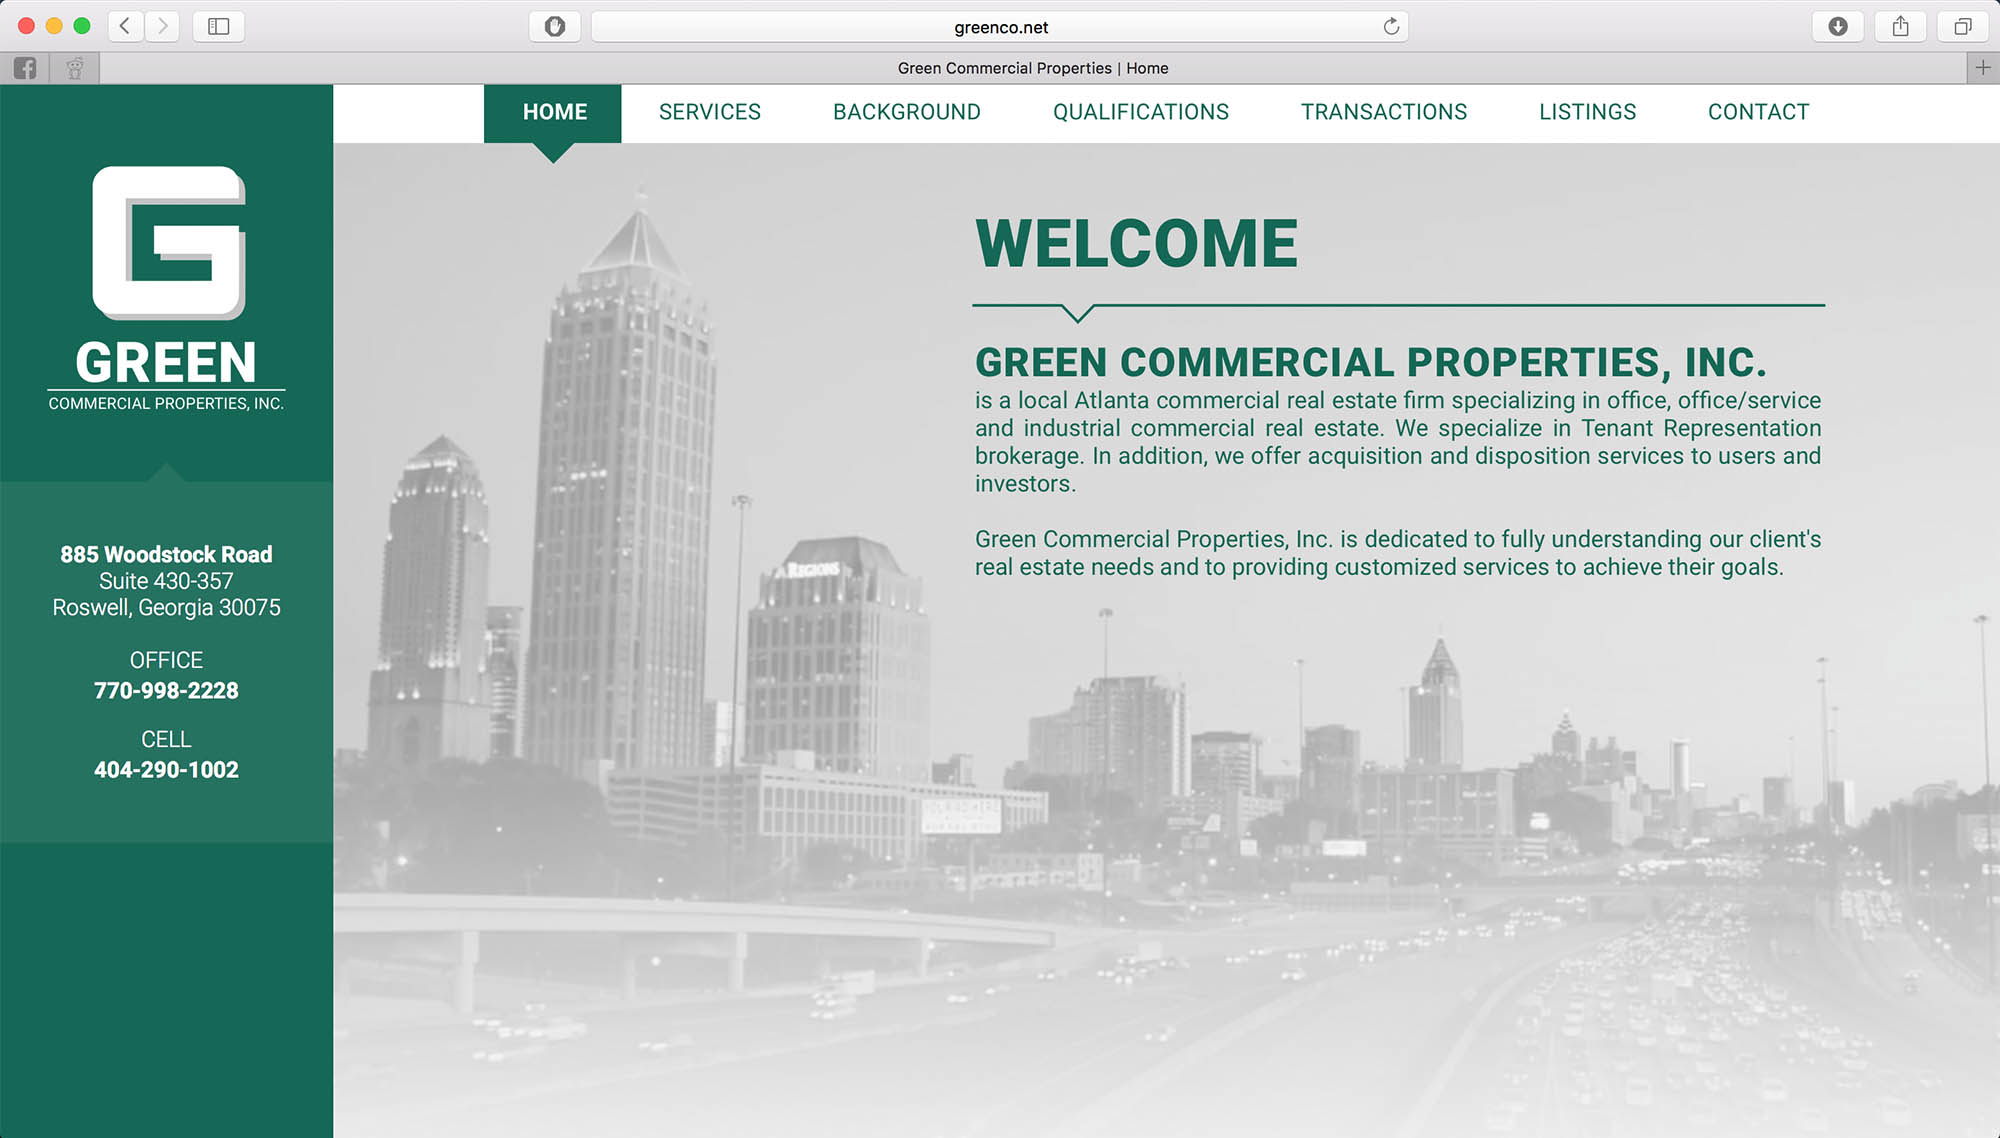 greenco.net
Green Commercial Properties | Home
HOME SERVICES BACKGROUND QUALIFICATIONS TRANSACTIONS LISTINGS CONTACT
G
GREEN
COMMERCIAL PROPERTIES, INC.
885 Woodstock Road
Suite 430-357
Roswell, Georgia 30075
OFFICE
770-998-2228
CELL
404-290-1002
WELCOME
GREEN COMMERCIAL PROPERTIES, INC.
is a local Atlanta commercial real estate firm specializing in office, office/service
and industrial commercial real estate. We specialize in Tenant Representation
brokerage. In addition, we offer acquisition and disposition services to users and
investors.
Green Commercial Properties, Inc. is dedicated to fully understanding our client's
real estate needs and to providing customized services to achieve their goals.
REGIONS